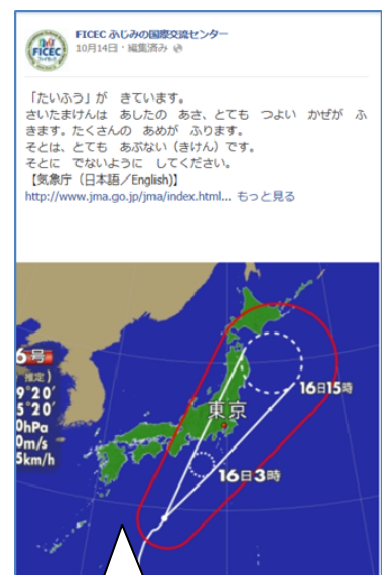 FICEC ふじみの国際交流センター
10月14日・編集済み
FICEC
「たいふう」が　きています。
さいたまけんは　あしたの　あさ、とても　つよい　かぜが　ふ
きます。たくさんの　あめが　ふります。
そとは、とても　あぶない（きけん）です。
そとに　でないように　してください。
【気象庁（日本語／English)】
http://www.jma.go.jp/jma/index.html... もっと見る
6号
推定)
9°20′
5°20′
0hPa
0m/s
5km/h
16日15時
東京
16日3時